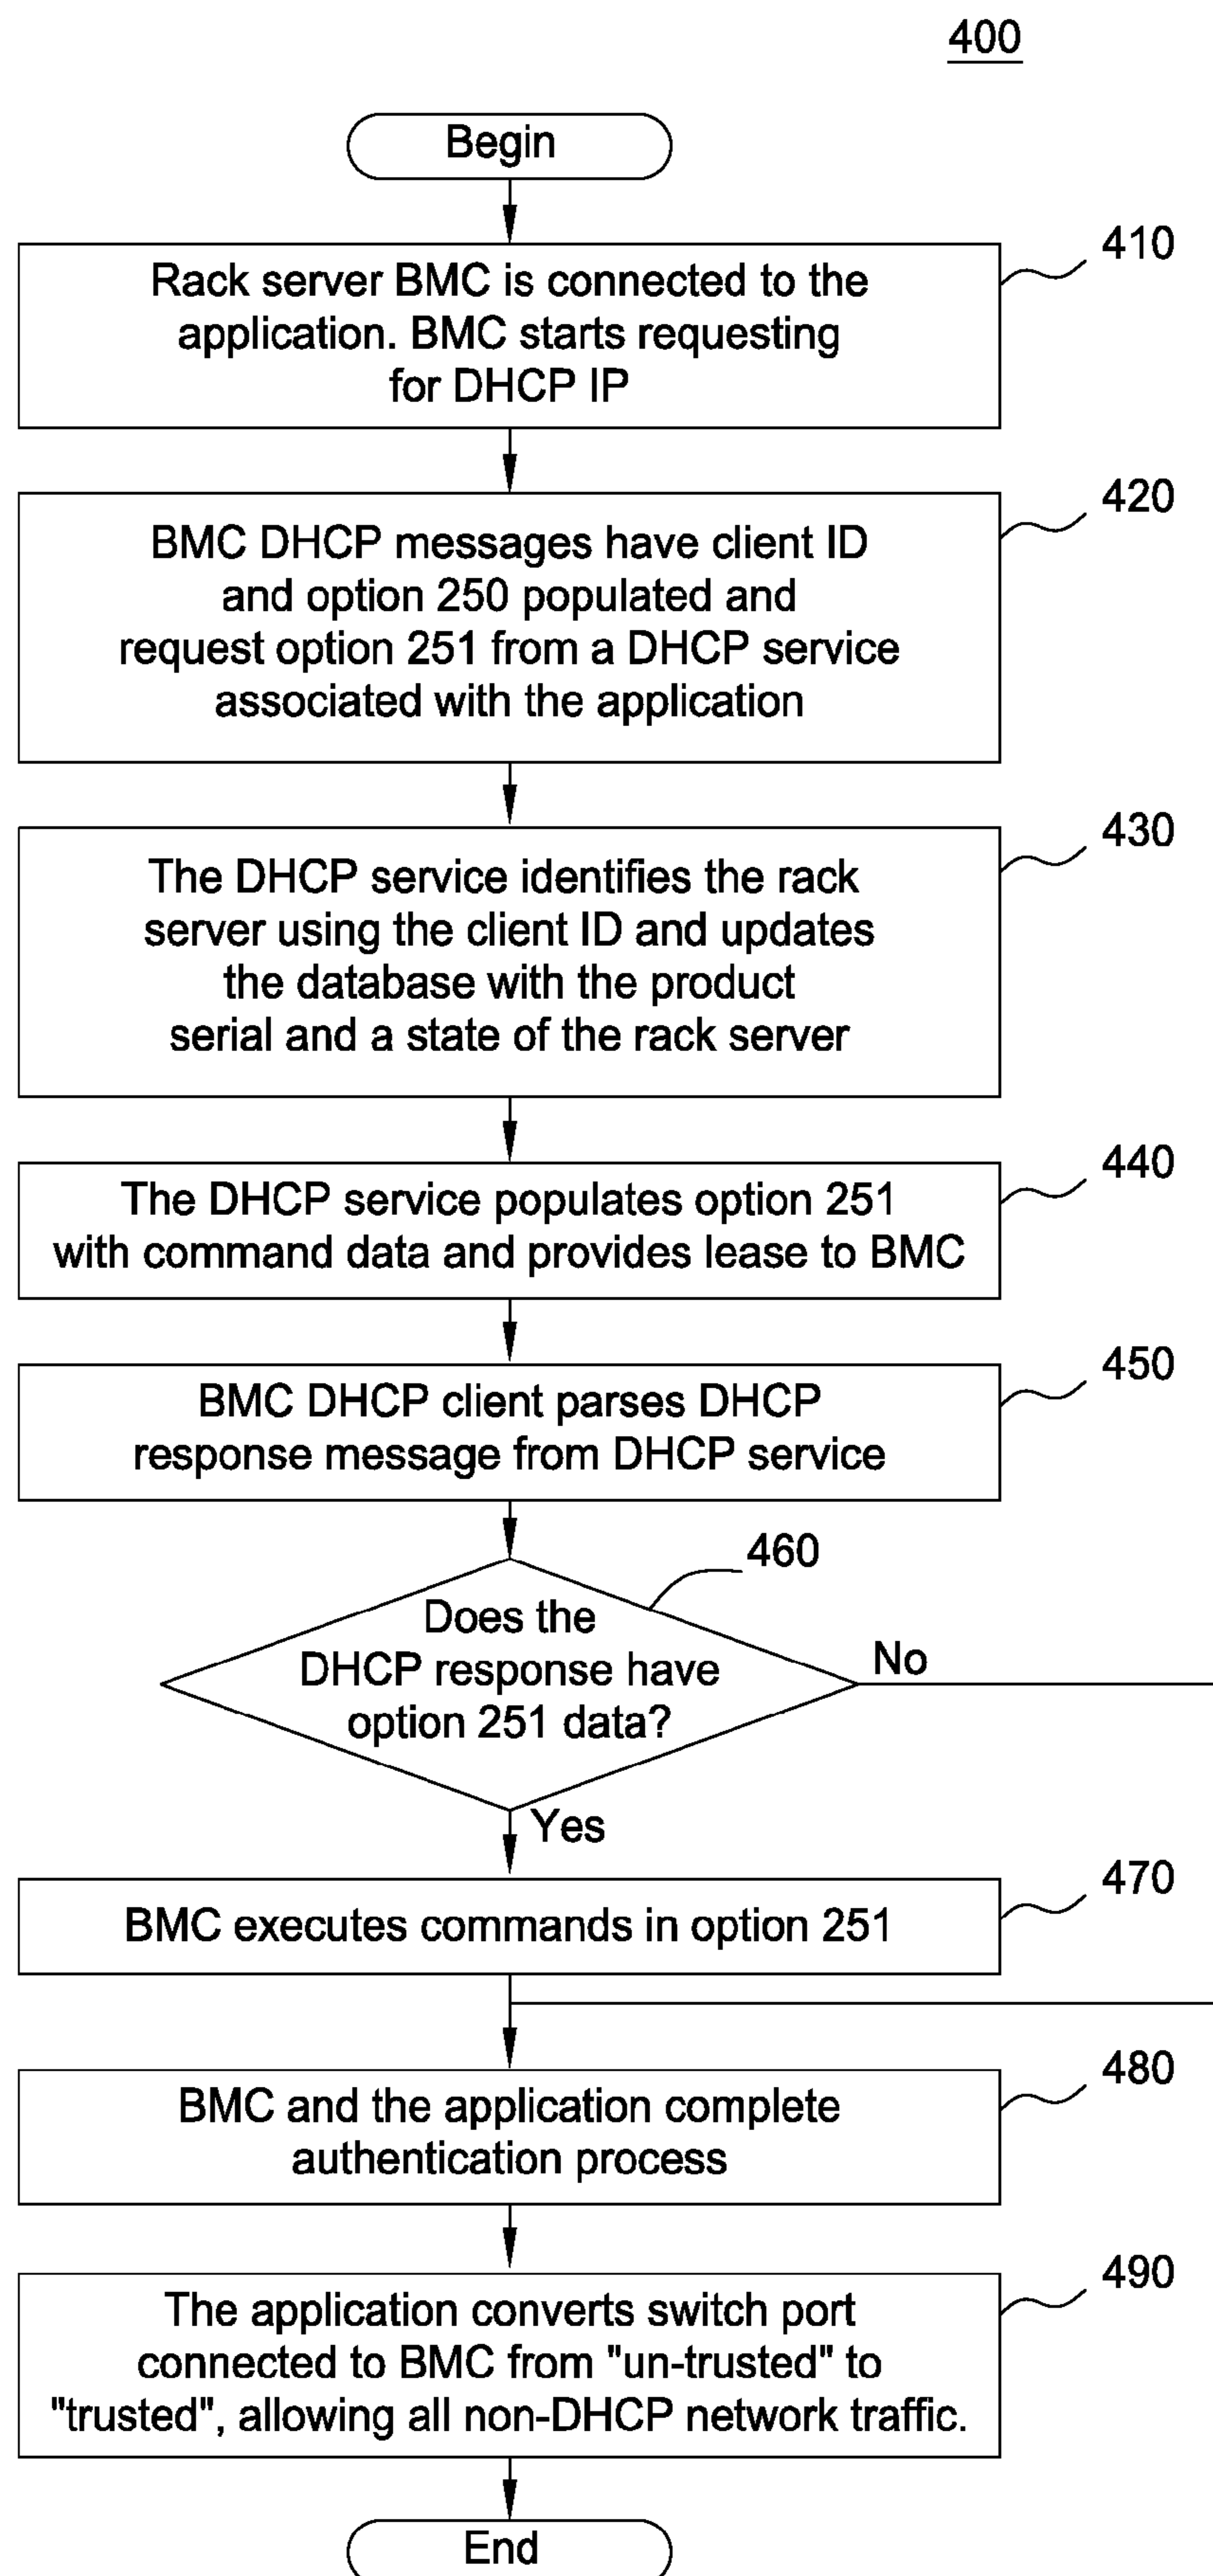 400
Begin
410
Rack server BMC is connected to the
application. BMC starts requesting
for DHCP IP
420
BMC DHCP messages have client ID
and option 250 populated and
request option 251 from a DHCP service
associated with the application
430
The DHCP service identifies the rack
server using the client ID and updates
the database with the product
serial and a state of the rack server
440
The DHCP service populates option 251
with command data and provides lease to BMC
450
BMC DHCP client parses DHCP
response message from DHCP service
460
Does the
DHCP response have
option 251 data?
No
Yes
470
BMC executes commands in option 251
480
BMC and the application complete
authentication process
490
The application converts switch port
connected to BMC from "un-trusted" to
"trusted", allowing all non-DHCP network traffic.
End